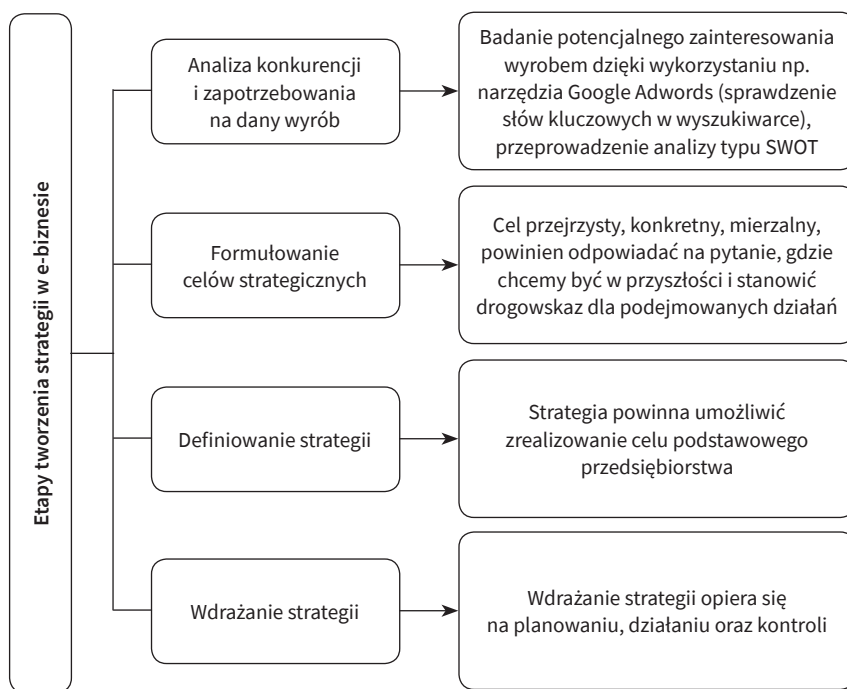 Etapy tworzenia strategii w e-biznesie
Analiza konkurencji
i zapotrzebowania
na dany wyrób
Badanie potencjalnego zainteresowania
wyrobem dzięki wykorzystaniu np.
narzędzia Google Adwords (sprawdzenie
słów kluczowych w wyszukiwarce),
przeprowadzenie analizy typu SWOT
Formułowanie
celów strategicznych
Cel przejrzysty, konkretny, mierzalny,
powinien odpowiadać na pytanie, gdzie
chcemy być w przyszłości i stanowić
drogowskaz dla podejmowanych działań
Definiowanie strategii
Strategia powinna umożliwić
zrealizowanie celu podstawowego
przedsiębiorstwa
Wdrażanie strategii
Wdrażanie strategii opiera się
na planowaniu, działaniu oraz kontroli